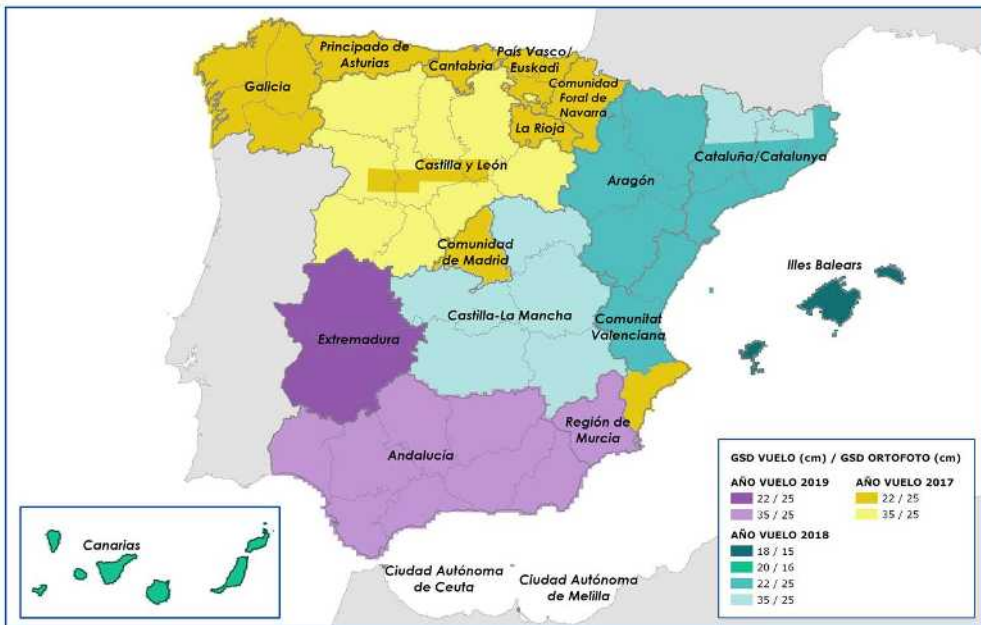 Principado de
Asturias
Cantabria
País Vasco/
Euskadi
Galicia
Comunidad
Foral de
Navarra
La Rioja
Castilla y León
Cataluña/Catalunya
Aragón
Comunidad
de Madrid
Illes Balears
Castilla-La Mancha
Comunitat
Valenciana
Extremadura
Región de
Murcia
Andalucía
Canarias
Ciudad Autónoma
de Ceuta
Ciudad Autónoma
de Melilla
GSD VUELO (cm) / GSD ORTOFOTO (cm)
AÑO VUELO 2019
22 / 25
35 / 25
AÑO VUELO 2018
18 / 15
20 / 16
22 / 25
35 / 25
AÑO VUELO 2017
22 / 25
35 / 25